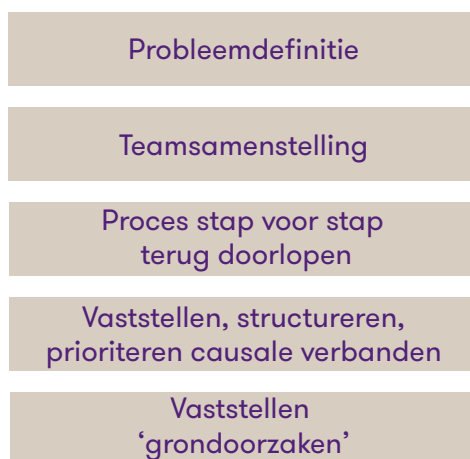 Probleemdefinitie
Teamsamenstelling
Proces stap voor stap
terug doorlopen
Vaststellen, structureren,
prioriteren causale verbanden
Vaststellen
‘grondoorzaken’